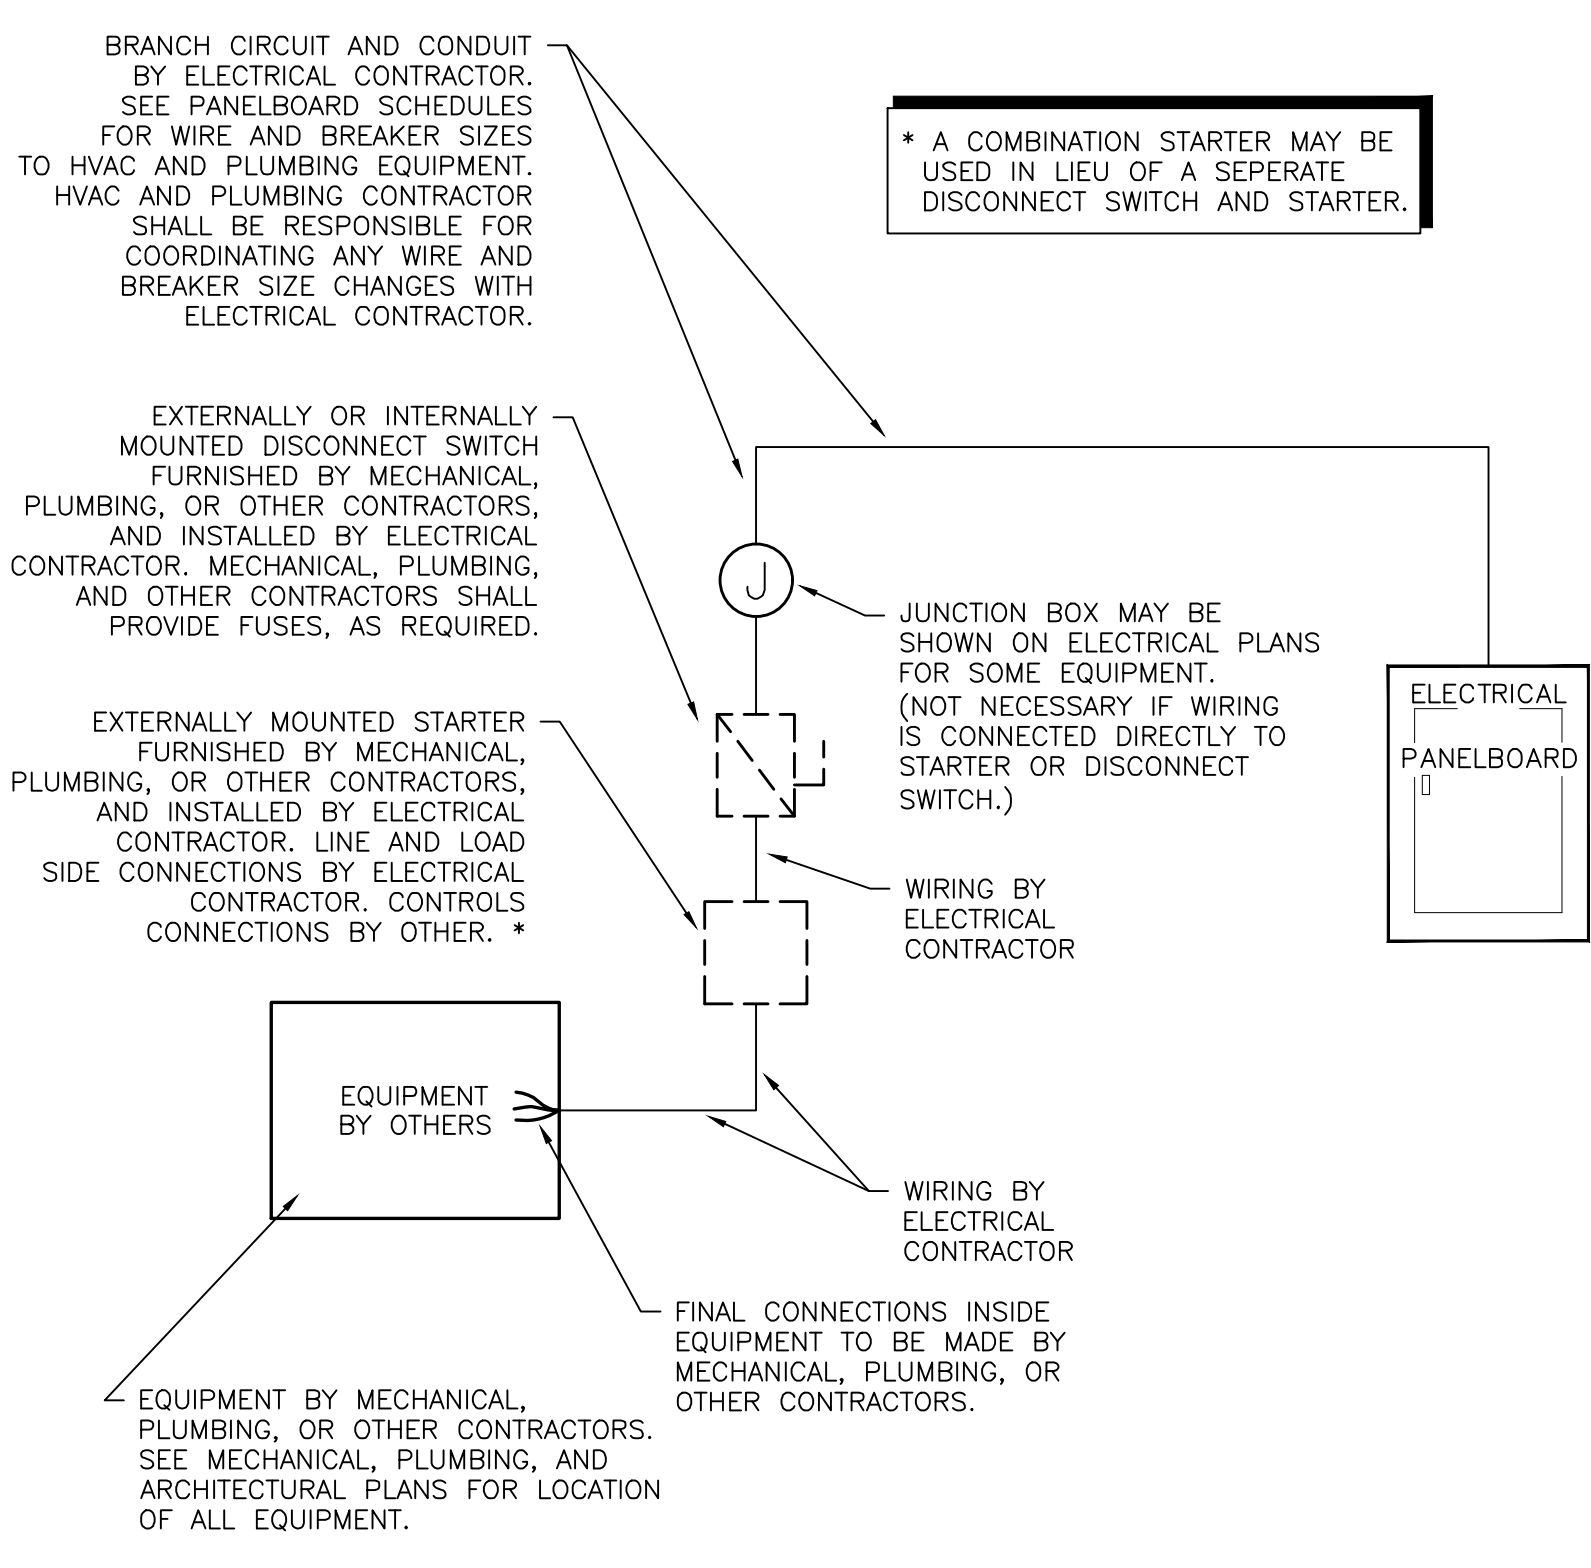 BRANCH CIRCUIT AND CONDUIT
BY ELECTRICAL CONTRACTOR.
SEE PANELBOARD SCHEDULES
FOR WIRE AND BREAKER SIZES
TO HVAC AND PLUMBING EQUIPMENT.
HVAC AND PLUMBING CONTRACTOR
SHALL BE RESPONSIBLE FOR
COORDINATING ANY WIRE AND
BREAKER SIZE CHANGES WITH
ELECTRICAL CONTRACTOR.
* A COMBINATION STARTER MAY BE
USED IN LIEU OF A SEPERATE
DISCONNECT SWITCH AND STARTER.
EXTERNALLY OR INTERNALLY
MOUNTED DISCONNECT SWITCH
FURNISHED BY MECHANICAL,
PLUMBING, OR OTHER CONTRACTORS,
AND INSTALLED BY ELECTRICAL
CONTRACTOR. MECHANICAL, PLUMBING,
AND OTHER CONTRACTORS SHALL
PROVIDE FUSES, AS REQUIRED.
J
JUNCTION BOX MAY BE
SHOWN ON ELECTRICAL PLANS
FOR SOME EQUIPMENT.
(NOT NECESSARY IF WIRING
IS CONNECTED DIRECTLY TO
STARTER OR DISCONNECT
SWITCH.)
ELECTRICAL
PANELBOARD
EXTERNALLY MOUNTED STARTER
FURNISHED BY MECHANICAL,
PLUMBING, OR OTHER CONTRACTORS,
AND INSTALLED BY ELECTRICAL
CONTRACTOR. LINE AND LOAD
SIDE CONNECTIONS BY ELECTRICAL
CONTRACTOR. CONTROLS
CONNECTIONS BY OTHER. *
WIRING BY
ELECTRICAL
CONTRACTOR
EQUIPMENT
BY OTHERS
WIRING BY
ELECTRICAL
CONTRACTOR
FINAL CONNECTIONS INSIDE
EQUIPMENT TO BE MADE BY
MECHANICAL, PLUMBING, OR
OTHER CONTRACTORS.
EQUIPMENT BY MECHANICAL,
PLUMBING, OR OTHER CONTRACTORS.
SEE MECHANICAL, PLUMBING, AND
ARCHITECTURAL PLANS FOR LOCATION
OF ALL EQUIPMENT.